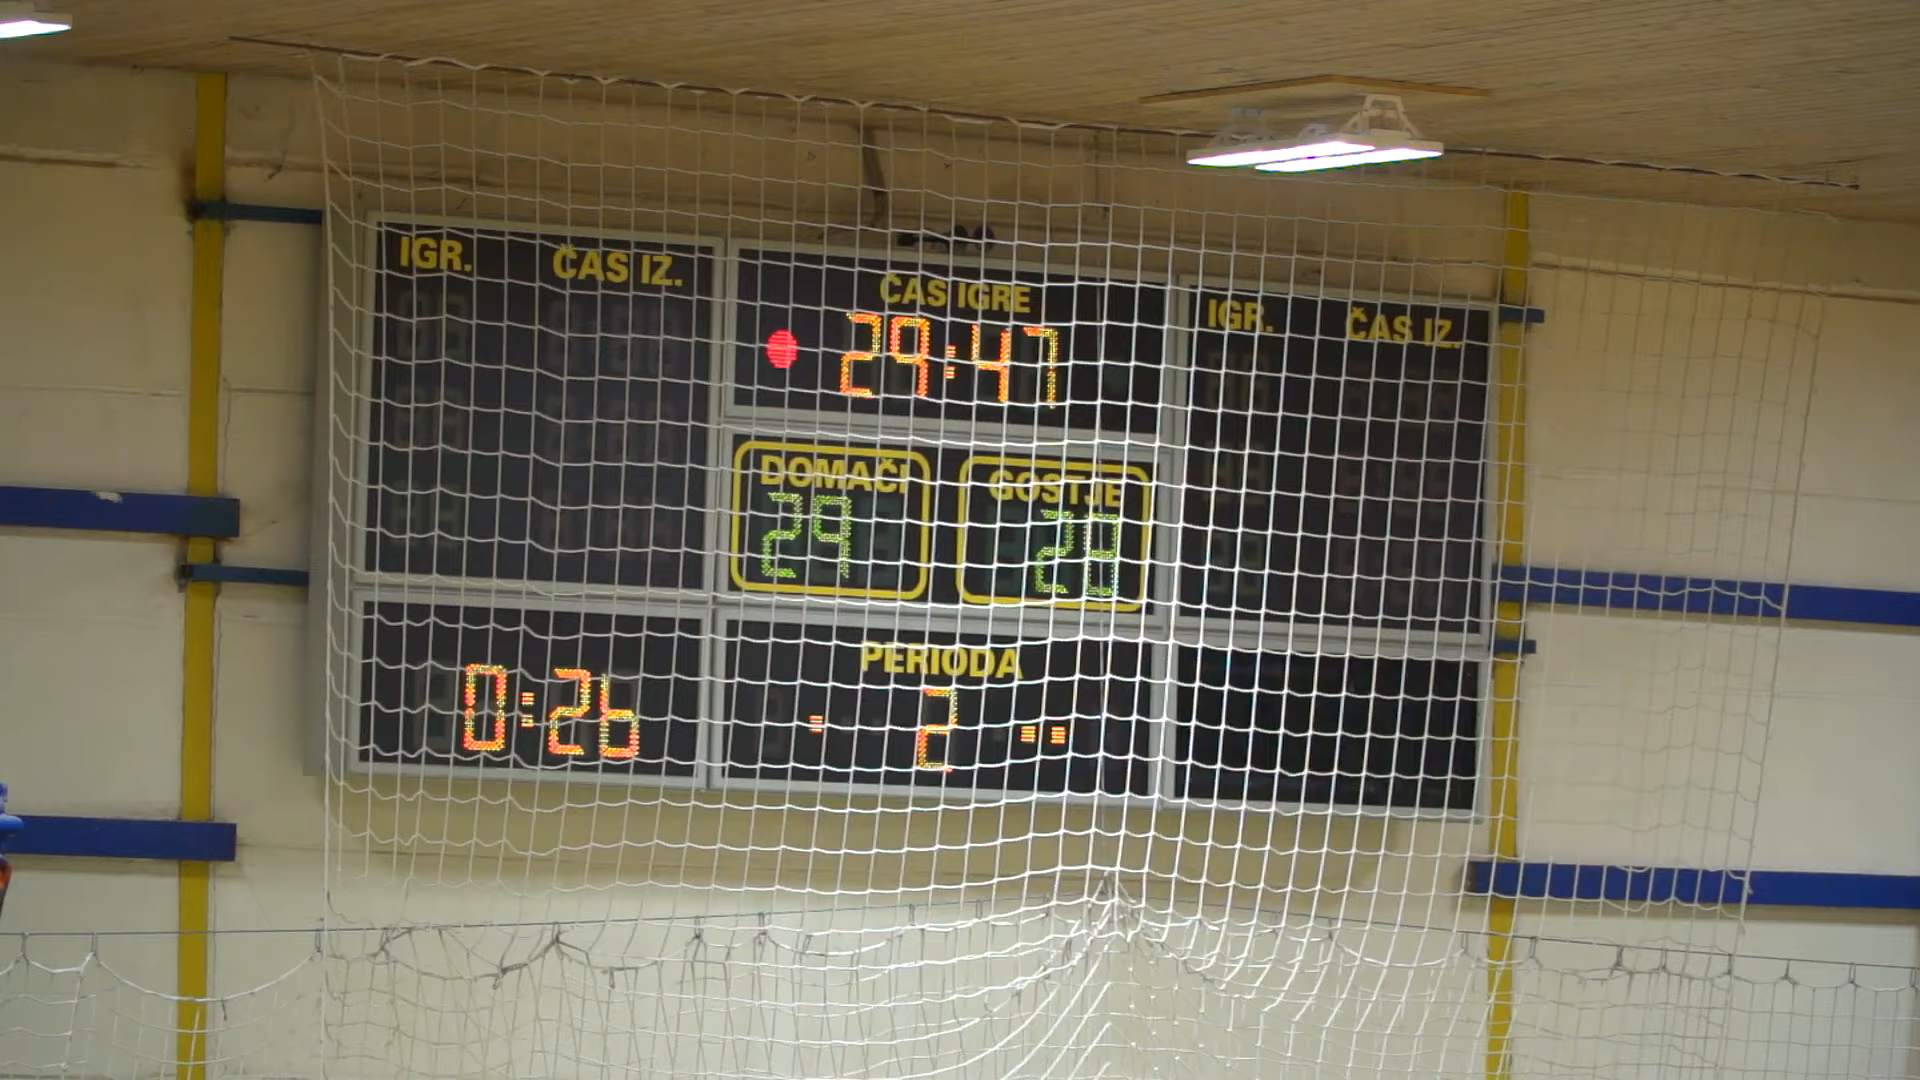 IGR. ČAS IZ.
ČAS IGRE
29:47
IGR. ČAS IZ.
DOMAČI
29
GOSTJE
28
0:26
PERIODA
2